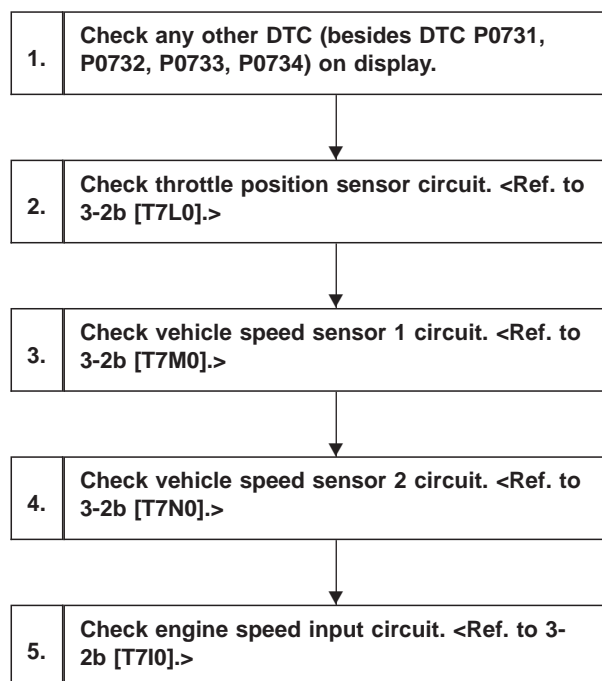 1.
Check any other DTC (besides DTC P0731,
P0732, P0733, P0734) on display.
2.
Check throttle position sensor circuit. <Ref. to
3-2b [T7L0].>
3.
Check vehicle speed sensor 1 circuit. <Ref. to
3-2b [T7M0].>
4.
Check vehicle speed sensor 2 circuit. <Ref. to
3-2b [T7N0].>
5.
Check engine speed input circuit. <Ref. to 3-
2b [T7I0].>